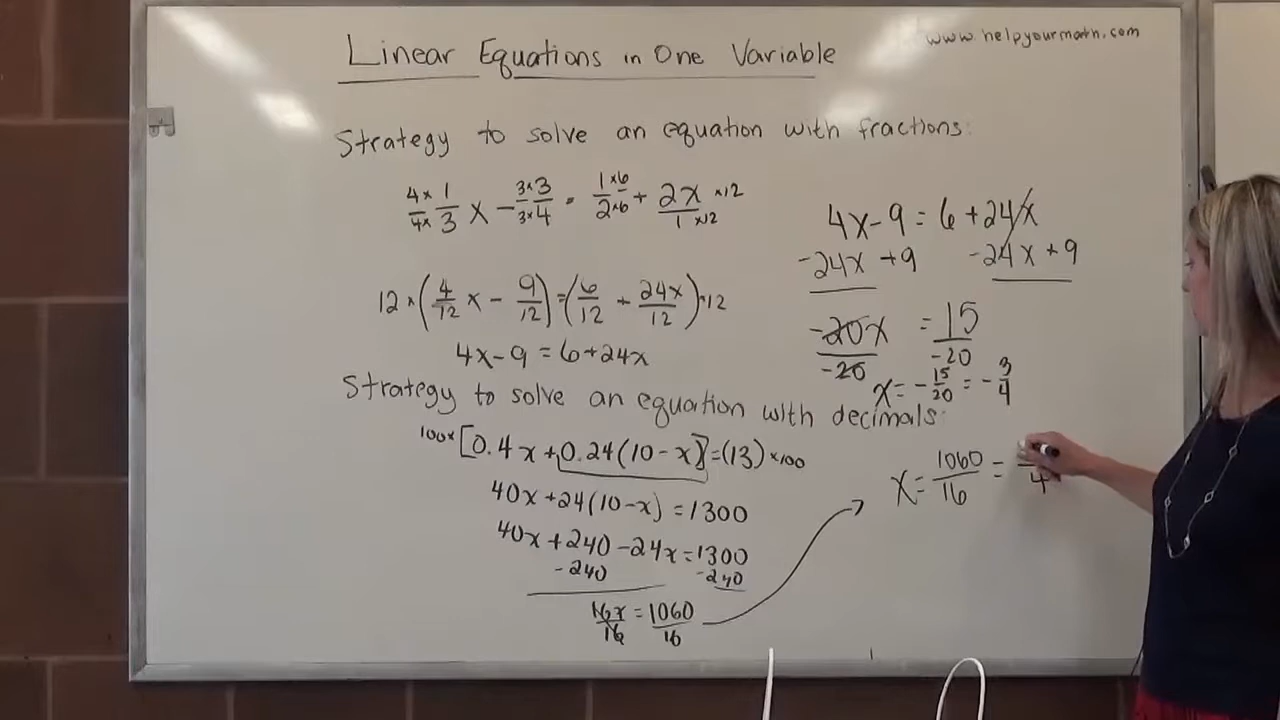 www.helpyourmath.com
Linear Equations in One Variable
Strategy to solve an equation with fractions:
4×/4× 1/3 x - 3×3/3×4 = 1×6/2×6 + 2x×12/1×12
12×(4/12 x - 9/12) = (6/12 + 24x/12)×12
4x-9 = 6+24x
4x-9 = 6+24x
-24x +9 -24x +9
-20x/-20 = 15/-20
x = -15/20 = -3/4
Strategy to solve an equation with decimals:
100×[0.4x+0.24(10-x)]=(13)×100
40x+24(10-x) = 1300
40x+240-24x=1300
-240 -240
16x/16 = 1060/16
x = 1060/16 = /4